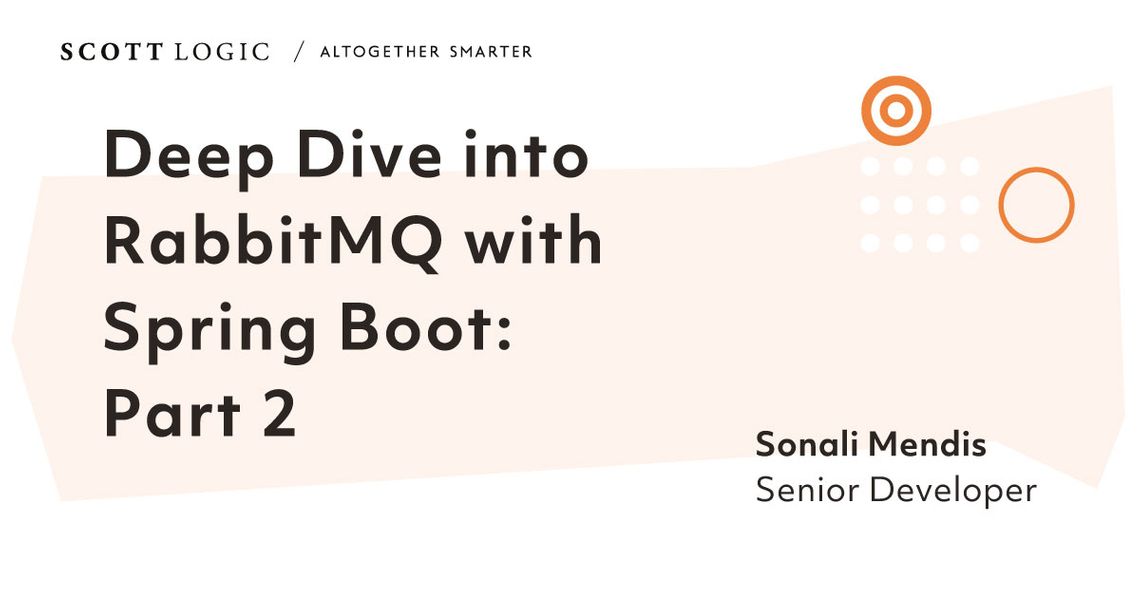 SCOTT LOGIC / ALTOGETHER SMARTER
Deep Dive into
RabbitMQ with
Spring Boot:
Part 2
Sonali Mendis
Senior Developer